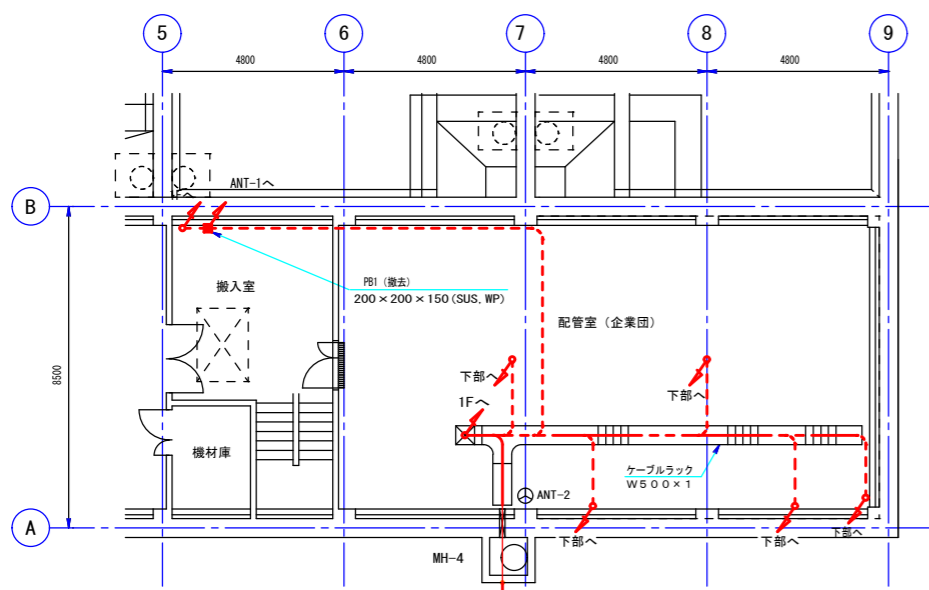 5
6
7
8
9
4800
4800
4800
4800
B
ANT-1へ
PB1 (撤去)
200×200×150(SUS, WP)
搬入室
配管室（企業団）
8500
下部へ
下部へ
1Fへ
機材庫
ケーブルラック
W500×1
ANT-2
A
下部へ
下部へ
下部へ
MH-4